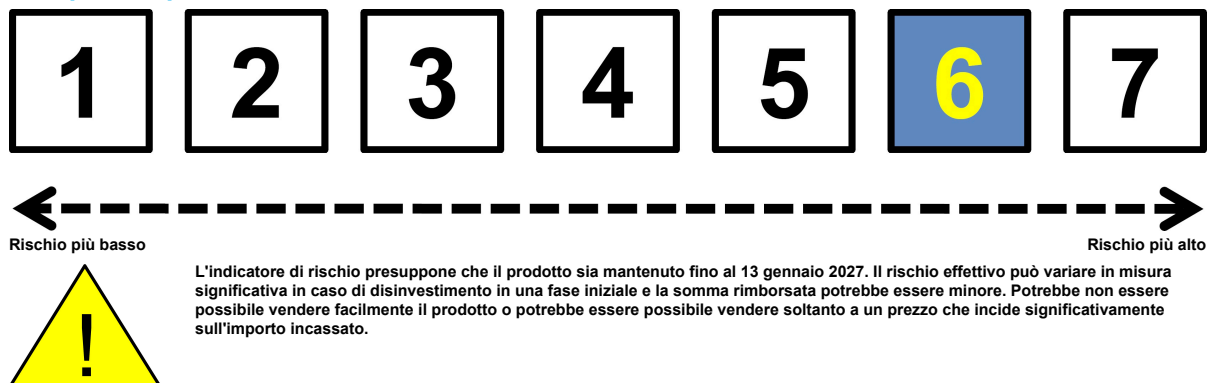 1 2 3 4 5 6 7
Rischio più basso Rischio più alto
L'indicatore di rischio presuppone che il prodotto sia mantenuto fino al 13 gennaio 2027. Il rischio effettivo può variare in misura
significativa in caso di disinvestimento in una fase iniziale e la somma rimborsata potrebbe essere minore. Potrebbe non essere
possibile vendere facilmente il prodotto o potrebbe essere possibile vendere soltanto a un prezzo che incide significativamente
sull'importo incassato.
!